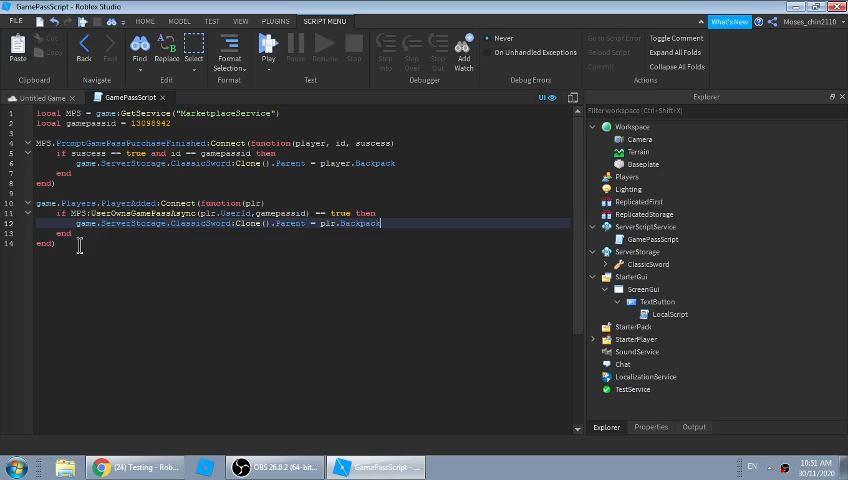 GamePassScript - Roblox Studio
FILE HOME MODEL TEST VIEW PLUGINS SCRIPT MENU What's New Moses_chin2110
Paste Cut Copy Back Forward Find Replace Select Format Selection Play Pause Resume Stop Step Into Step Over Step Out Add Watch
Never
On Unhandled Exceptions
Go to Script Error
Reload Script
Commit
Toggle Comment
Expand All Folds
Collapse All Folds
Clipboard Navigate Edit Format Test Debugger Debug Errors Actions
Untitled Game GamePassScript UI Explorer
Filter workspace (Ctrl+Shift+X)
1 local MPS = game:GetService("MarketplaceService")
2 local gamepassid = 13098942
3
4 MPS.PromptGamePassPurchaseFinished:Connect(function(player, id, suscess)
5 if suscess == true and id == gamepassid then
6 game.ServerStorage.ClassicSword:Clone().Parent = player.Backpack
7 end
8 end)
9
10 game.Players.PlayerAdded:Connect(function(plr)
11 if MPS:UserOwnsGamePassAsync(plr.UserId,gamepassid) == true then
12 game.ServerStorage.ClassicSword:Clone().Parent = plr.Backpack
13 end
14 end)
Workspace
Camera
Terrain
Baseplate
Players
Lighting
ReplicatedFirst
ReplicatedStorage
ServerScriptService
GamePassScript
ServerStorage
ClassicSword
StarterGui
ScreenGui
TextButton
LocalScript
StarterPack
StarterPlayer
SoundService
Chat
LocalizationService
TestService
Explorer Properties Output
(24) Testing - Rob... OBS 26.0.2 (64-bit... GamePassScript - ... EN 10:51 AM
30/11/2020